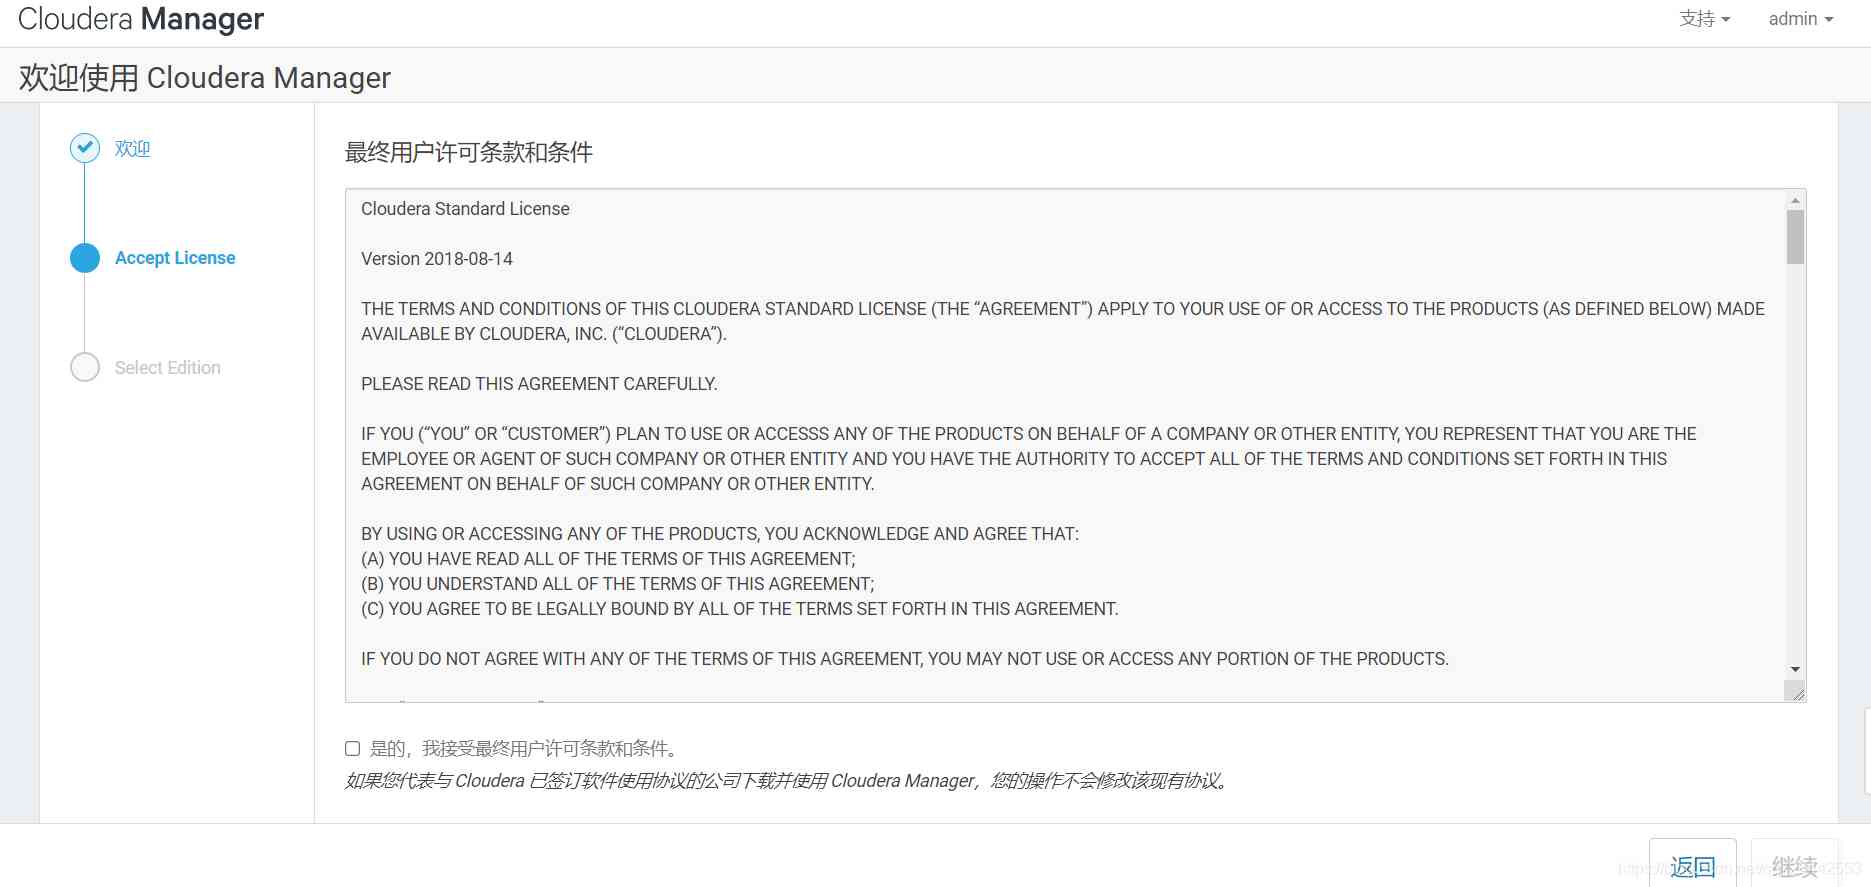 Cloudera Manager
支持
admin
欢迎使用 Cloudera Manager
欢迎
Accept License
Select Edition
最终用户许可条款和条件
Cloudera Standard License
Version 2018-08-14
THE TERMS AND CONDITIONS OF THIS CLOUDERA STANDARD LICENSE (THE “AGREEMENT”) APPLY TO YOUR USE OF OR ACCESS TO THE PRODUCTS (AS DEFINED BELOW) MADE
AVAILABLE BY CLOUDERA, INC. (“CLOUDERA”).
PLEASE READ THIS AGREEMENT CAREFULLY.
IF YOU (“YOU” OR “CUSTOMER”) PLAN TO USE OR ACCESSS ANY OF THE PRODUCTS ON BEHALF OF A COMPANY OR OTHER ENTITY, YOU REPRESENT THAT YOU ARE THE
EMPLOYEE OR AGENT OF SUCH COMPANY OR OTHER ENTITY AND YOU HAVE THE AUTHORITY TO ACCEPT ALL OF THE TERMS AND CONDITIONS SET FORTH IN THIS
AGREEMENT ON BEHALF OF SUCH COMPANY OR OTHER ENTITY.
BY USING OR ACCESSING ANY OF THE PRODUCTS, YOU ACKNOWLEDGE AND AGREE THAT:
(A) YOU HAVE READ ALL OF THE TERMS OF THIS AGREEMENT;
(B) YOU UNDERSTAND ALL OF THE TERMS OF THIS AGREEMENT;
(C) YOU AGREE TO BE LEGALLY BOUND BY ALL OF THE TERMS SET FORTH IN THIS AGREEMENT.
IF YOU DO NOT AGREE WITH ANY OF THE TERMS OF THIS AGREEMENT, YOU MAY NOT USE OR ACCESS ANY PORTION OF THE PRODUCTS.
是的，我接受最终用户许可条款和条件。
如果您代表与 Cloudera 已签订软件使用协议的公司下载并使用 Cloudera Manager，您的操作不会修改该现有协议。
返回
继续